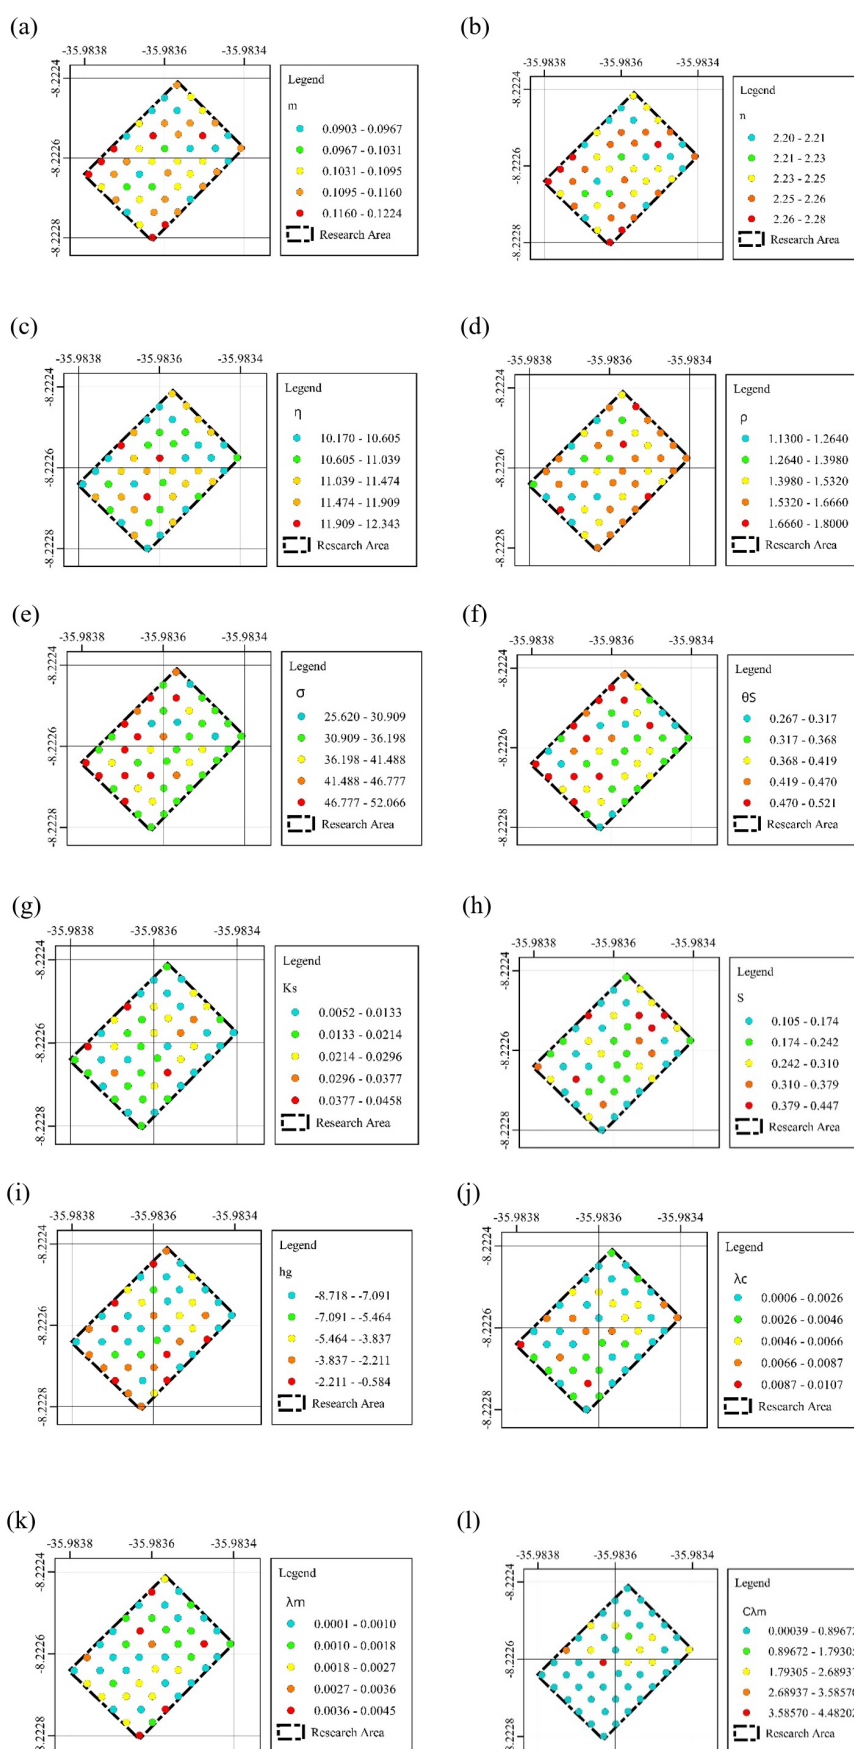 (a)
-35.9838 -35.9836 -35.9834
-8.2224
-8.2226
-8.2228
Legend
m
0.0903 - 0.0967
0.0967 - 0.1031
0.1031 - 0.1095
0.1095 - 0.1160
0.1160 - 0.1224
Research Area
(b)
-35.9838 -35.9836 -35.9834
-8.2224
-8.2226
-8.2228
Legend
n
2.20 - 2.21
2.21 - 2.23
2.23 - 2.25
2.25 - 2.26
2.26 - 2.28
Research Area
(c)
-35.9838 -35.9836 -35.9834
-8.2224
-8.2226
-8.2228
Legend
η
10.170 - 10.605
10.605 - 11.039
11.039 - 11.474
11.474 - 11.909
11.909 - 12.343
Research Area
(d)
-35.9838 -35.9836 -35.9834
-8.2224
-8.2226
-8.2228
Legend
ρ
1.1300 - 1.2640
1.2640 - 1.3980
1.3980 - 1.5320
1.5320 - 1.6660
1.6660 - 1.8000
Research Area
(e)
-35.9838 -35.9836 -35.9834
-8.2224
-8.2226
-8.2228
Legend
σ
25.620 - 30.909
30.909 - 36.198
36.198 - 41.488
41.488 - 46.777
46.777 - 52.066
Research Area
(f)
-35.9838 -35.9836 -35.9834
-8.2224
-8.2226
-8.2228
Legend
θS
0.267 - 0.317
0.317 - 0.368
0.368 - 0.419
0.419 - 0.470
0.470 - 0.521
Research Area
(g)
-35.9838 -35.9836 -35.9834
-8.2224
-8.2226
-8.2228
Legend
Ks
0.0052 - 0.0133
0.0133 - 0.0214
0.0214 - 0.0296
0.0296 - 0.0377
0.0377 - 0.0458
Research Area
(h)
-35.9838 -35.9836 -35.9834
-8.2224
-8.2226
-8.2228
Legend
S
0.105 - 0.174
0.174 - 0.242
0.242 - 0.310
0.310 - 0.379
0.379 - 0.447
Research Area
(i)
-35.9838 -35.9836 -35.9834
-8.2224
-8.2226
-8.2228
Legend
hg
-8.718 - -7.091
-7.091 - -5.464
-5.464 - -3.837
-3.837 - -2.211
-2.211 - -0.584
Research Area
(j)
-35.9838 -35.9836 -35.9834
-8.2224
-8.2226
-8.2228
Legend
λc
0.0006 - 0.0026
0.0026 - 0.0046
0.0046 - 0.0066
0.0066 - 0.0087
0.0087 - 0.0107
Research Area
(k)
-35.9838 -35.9836 -35.9834
-8.2224
-8.2226
-8.2228
Legend
λm
0.0001 - 0.0010
0.0010 - 0.0018
0.0018 - 0.0027
0.0027 - 0.0036
0.0036 - 0.0045
Research Area
(l)
-35.9838 -35.9836 -35.9834
-8.2224
-8.2226
-8.2228
Legend
Cλm
0.00039 - 0.89672
0.89672 - 1.79305
1.79305 - 2.68937
2.68937 - 3.58570
3.58570 - 4.48202
Research Area